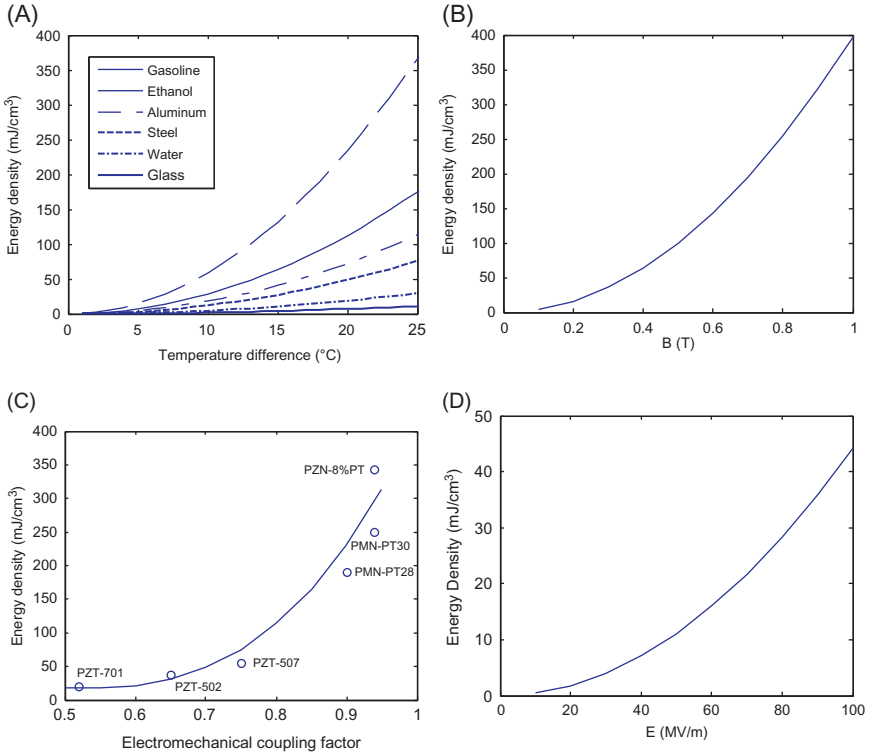 (A)
400
350
300
250
200
150
100
50
0
0 5 10 15 20 25
Energy density (mJ/cm³)
Temperature difference (°C)
Gasoline
Ethanol
Aluminum
Steel
Water
Glass
(B)
400
350
300
250
200
150
100
50
0
0 0.2 0.4 0.6 0.8 1
Energy density (mJ/cm³)
B (T)
(C)
400
350
300
250
200
150
100
50
0
0.5 0.6 0.7 0.8 0.9 1
Energy density (mJ/cm³)
Electromechanical coupling factor
PZN-8%PT
PMN-PT30
PMN-PT28
PZT-507
PZT-701
PZT-502
(D)
50
40
30
20
10
0
0 20 40 60 80 100
Energy Density (mJ/cm³)
E (MV/m)